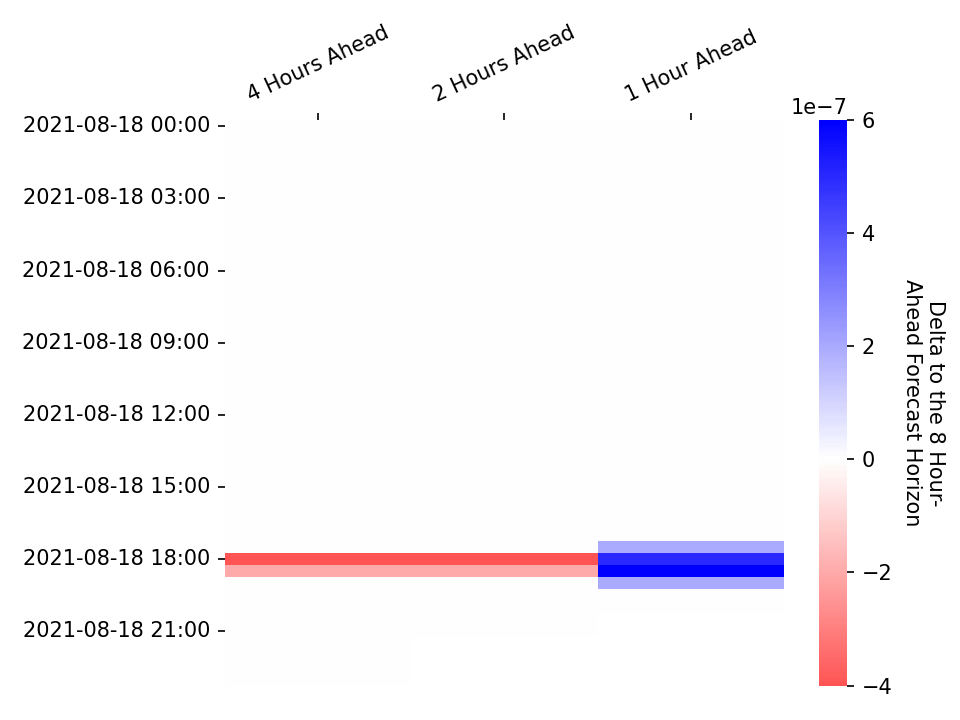 4 Hours Ahead
2 Hours Ahead
1 Hour Ahead
1e−7
2021-08-18 00:00
2021-08-18 03:00
2021-08-18 06:00
2021-08-18 09:00
2021-08-18 12:00
2021-08-18 15:00
2021-08-18 18:00
2021-08-18 21:00
6
4
2
0
−2
−4
Delta to the 8 Hour-
Ahead Forecast Horizon